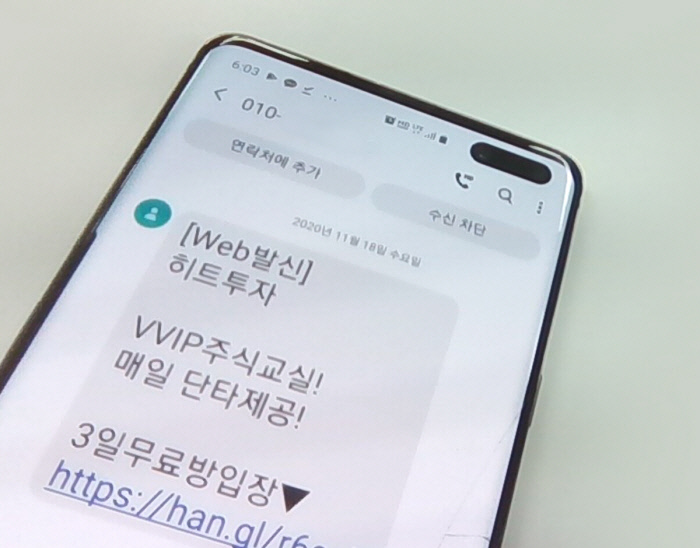 6:03
010-
연락처에 추가
수신 차단
2020년 11월 18일 수요일
[Web발신]
히트투자
VVIP주식교실!
매일 단타제공!
3일무료방입장▼
https://han.gl/r6